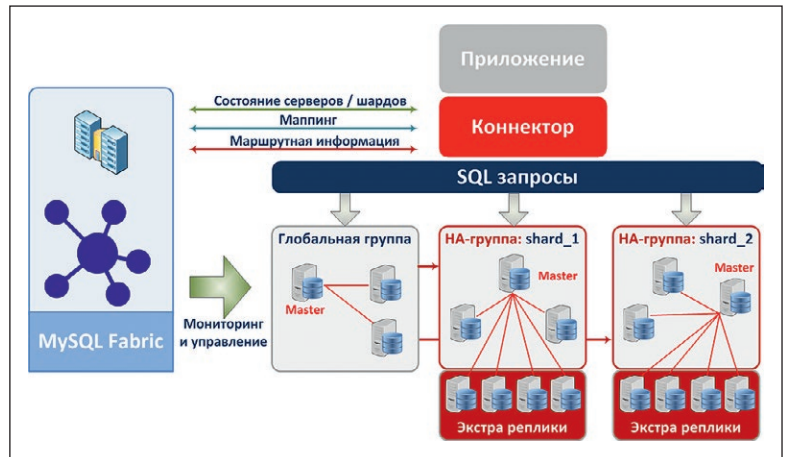 Приложение
Состояние серверов / шардов
Маппинг
Маршрутная информация
Коннектор
SQL запросы
Глобальная группа
HA-группа: shard_1
HA-группа: shard_2
Master
Master
Master
MySQL Fabric
Мониторинг
и управление
Экстра реплики
Экстра реплики